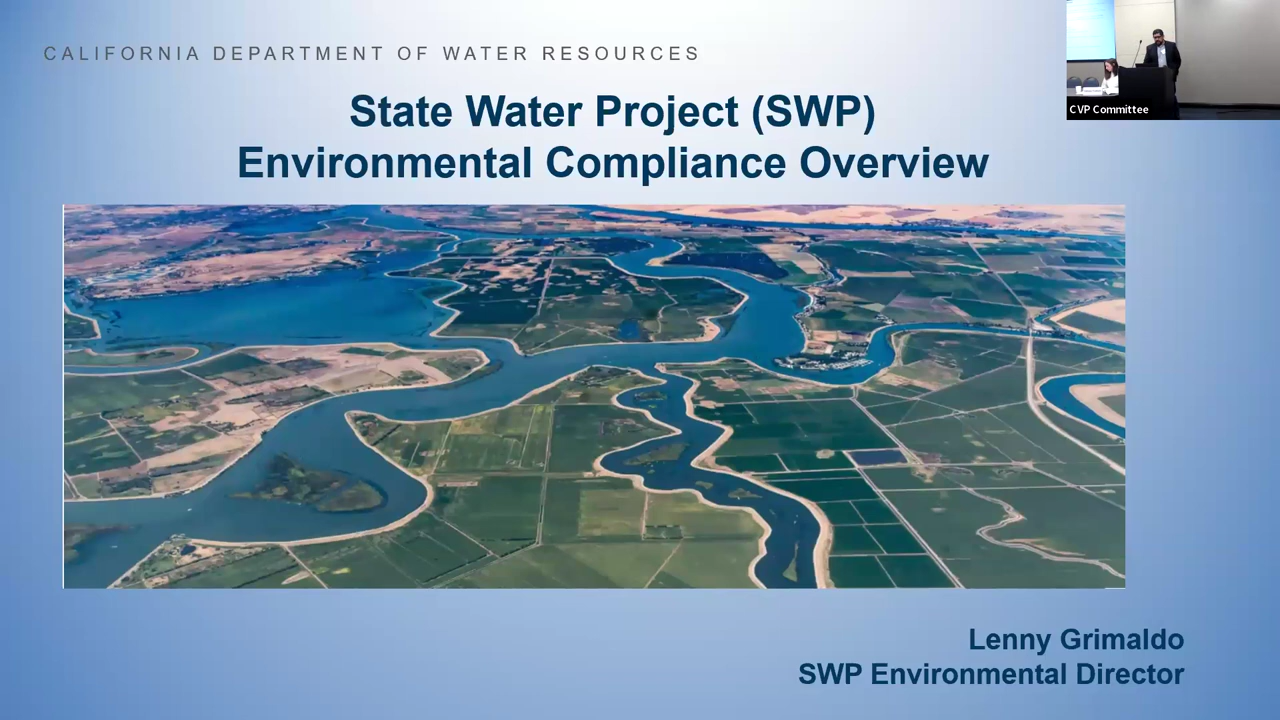 CALIFORNIA DEPARTMENT OF WATER RESOURCES
State Water Project (SWP)
Environmental Compliance Overview
CVP Committee
Lenny Grimaldo
SWP Environmental Director